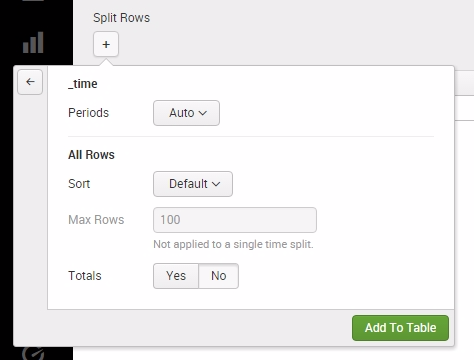 Split Rows
+
_time
Periods Auto
All Rows
Sort Default
Max Rows 100
Not applied to a single time split.
Totals Yes No
Add To Table